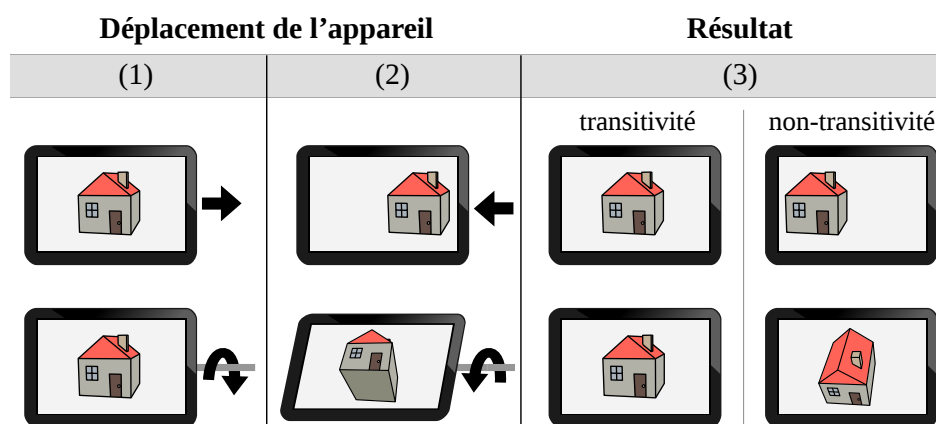 Déplacement de l’appareil Résultat
(1) (2) (3)
transitivité non-transitivité